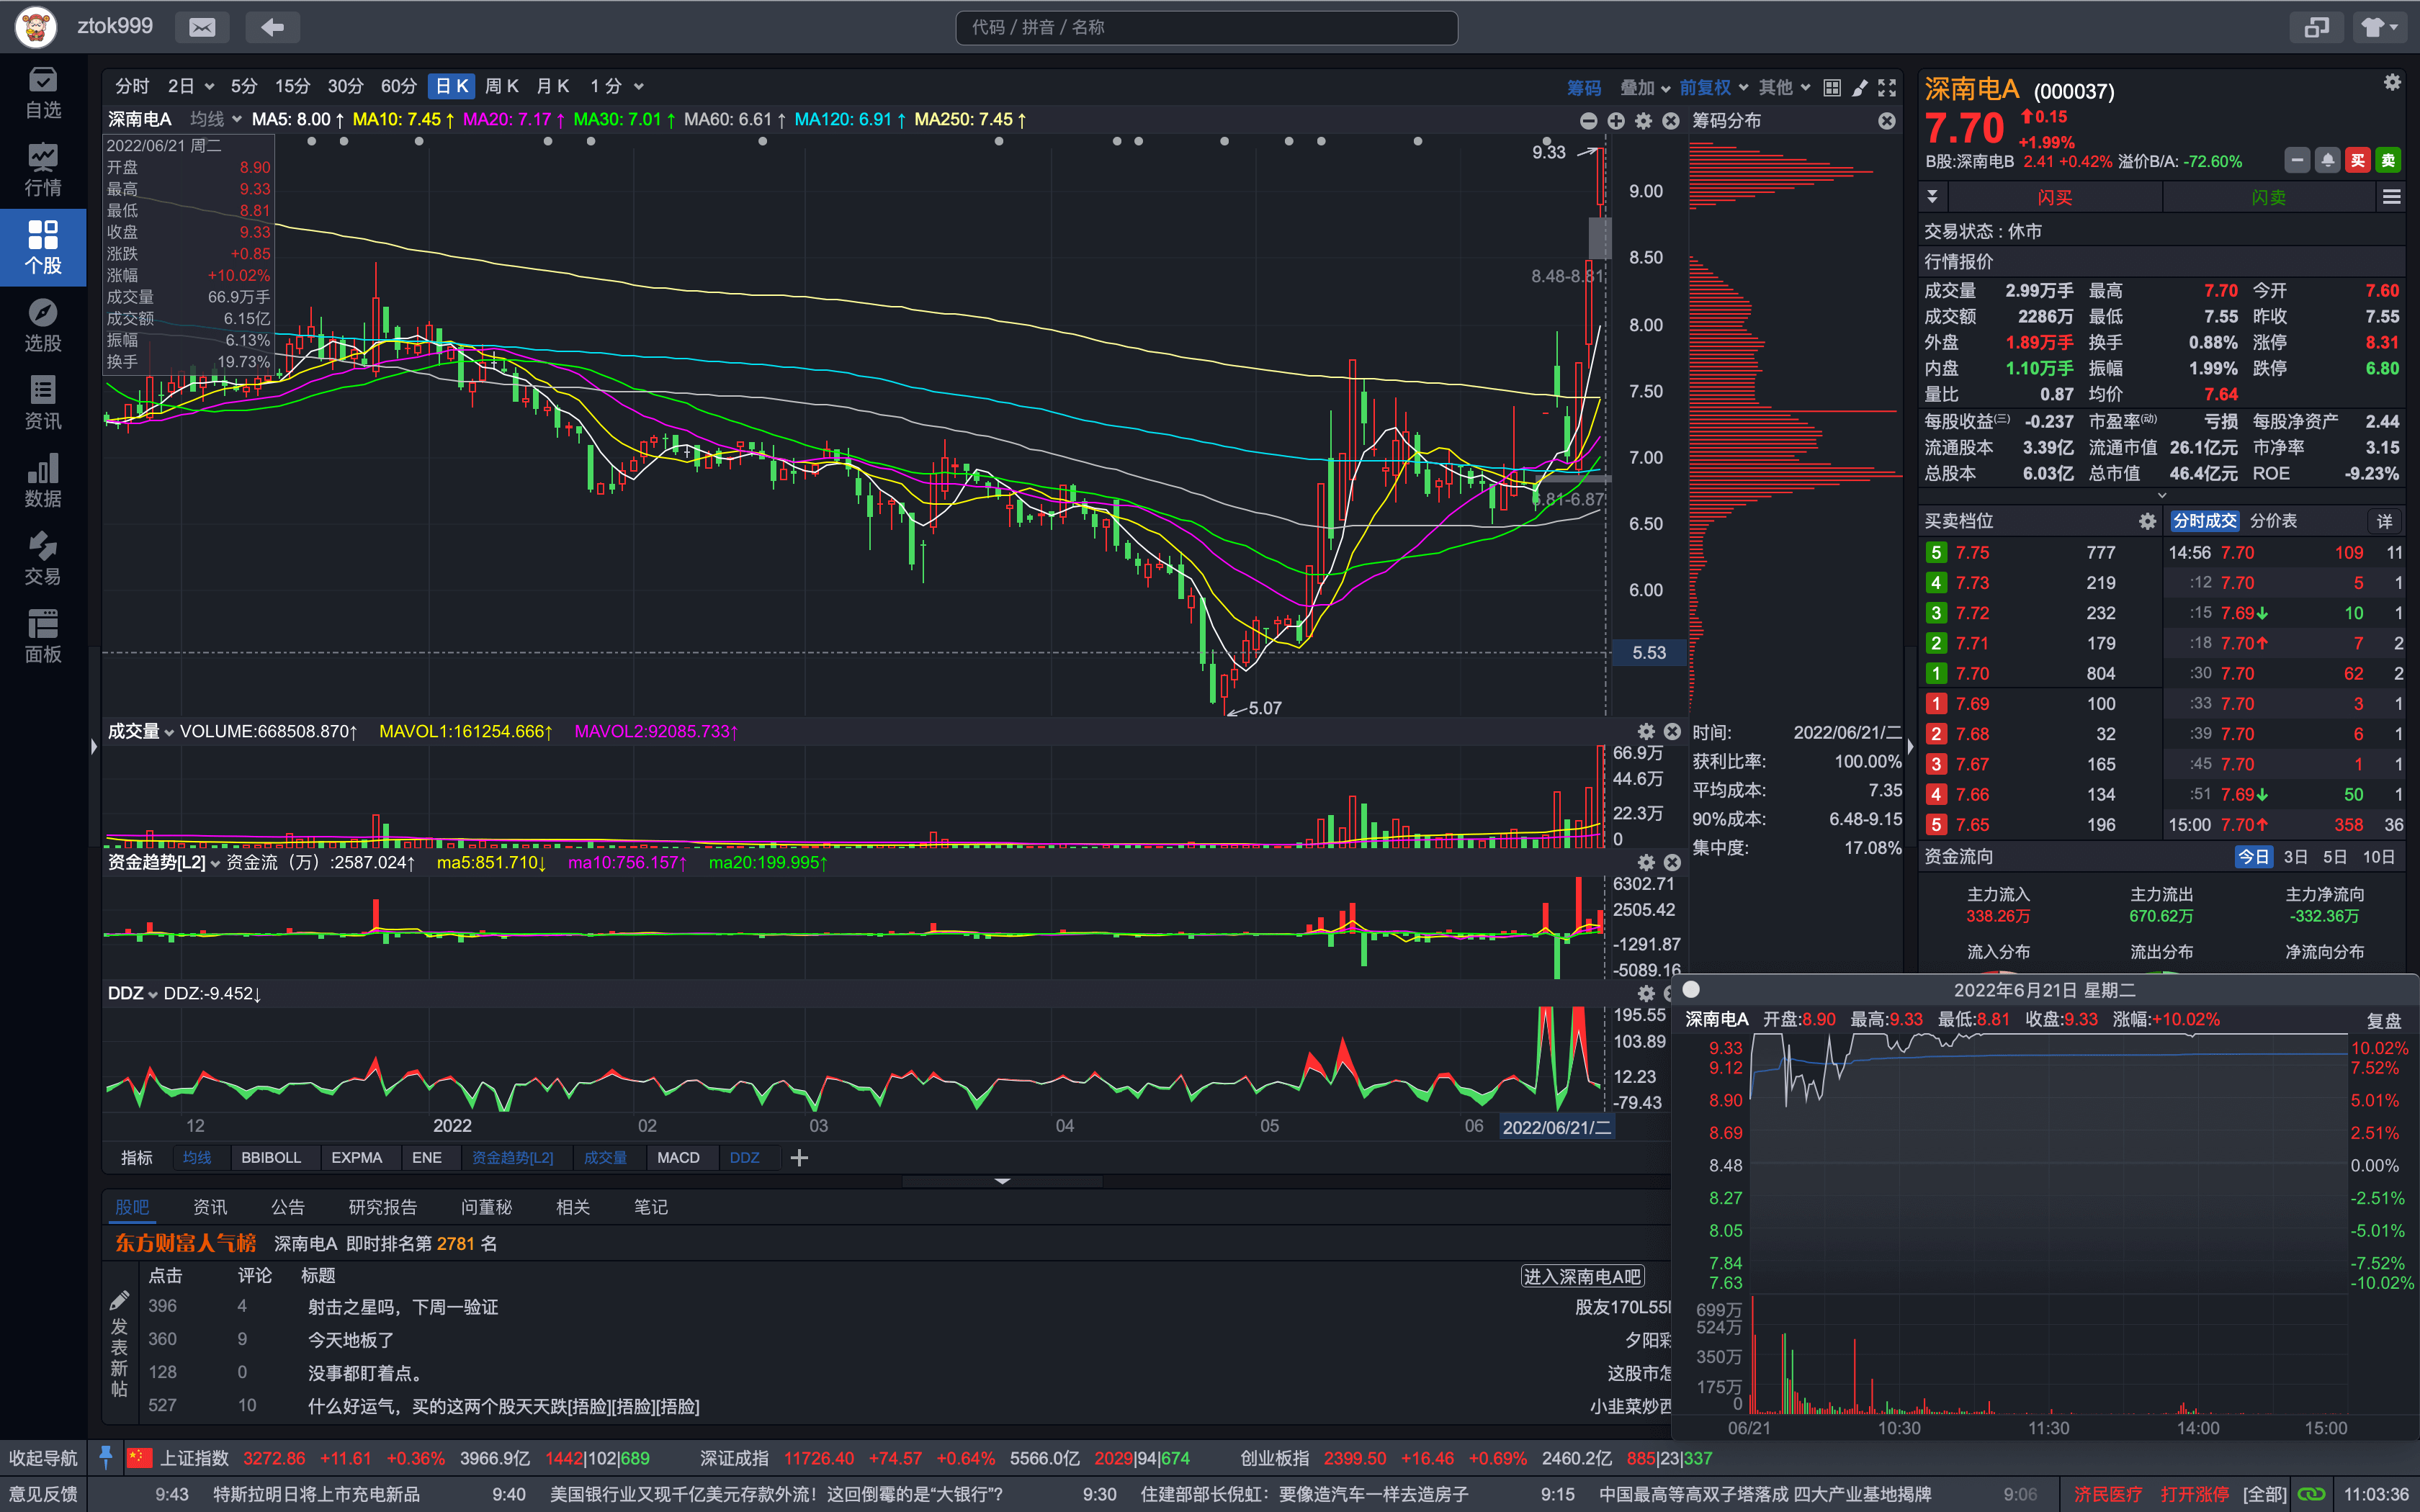 ztok999
代码 / 拼音 / 名称
自选
行情
个股
选股
资讯
数据
交易
面板
分时 2日 5分 15分 30分 60分 日K 周K 月K 1分 筹码 叠加 前复权 其他
深南电A 均线 MA5: 8.00↑ MA10: 7.45↑ MA20: 7.17↑ MA30: 7.01↑ MA60: 6.61↑ MA120: 6.91↑ MA250: 7.45↑
2022/06/21 周二
开盘 8.90
最高 9.33
最低 8.81
收盘 9.33
涨跌 +0.85
涨幅 +10.02%
成交量 66.9万手
成交额 6.15亿
振幅 6.13%
换手 19.73%
9.33
8.48-8.81
6.81-6.87
5.07
9.00
8.50
8.00
7.50
7.00
6.50
6.00
5.53
成交量 VOLUME:668508.870↑ MAVOL1:161254.666↑ MAVOL2:92085.733↑
66.9万
44.6万
22.3万
0
资金趋势[L2] 资金流（万）:2587.024↑ ma5:851.710↓ ma10:756.157↑ ma20:199.995↑
6302.71
2505.42
-1291.87
-5089.16
DDZ DDZ:-9.452↓
195.55
103.89
12.23
-79.43
12 2022 02 03 04 05 06 2022/06/21/二
指标 均线 BBIBOLL EXPMA ENE 资金趋势[L2] 成交量 MACD DDZ
筹码分布
时间: 2022/06/21/二
获利比率: 100.00%
平均成本: 7.35
90%成本: 6.48-9.15
集中度: 17.08%
股吧 资讯 公告 研究报告 问董秘 相关 笔记
东方财富人气榜 深南电A 即时排名第 2781 名
点击 评论 标题 进入深南电A吧
396 4 射击之星吗，下周一验证 股友170L55
360 9 今天地板了 夕阳彩
128 0 没事都盯着点。 这股市怎
527 10 什么好运气，买的这两个股天天跌[捂脸][捂脸][捂脸] 小韭菜炒西
发表新帖
深南电A (000037)
7.70 0.15
+1.99%
B股:深南电B 2.41 +0.42% 溢价B/A: -72.60% 买 卖
闪买 闪卖
交易状态 : 休市
行情报价
成交量 2.99万手 最高 7.70 今开 7.60
成交额 2286万 最低 7.55 昨收 7.55
外盘 1.89万手 换手 0.88% 涨停 8.31
内盘 1.10万手 振幅 1.99% 跌停 6.80
量比 0.87 均价 7.64
每股收益(三) -0.237 市盈率(动) 亏损 每股净资产 2.44
流通股本 3.39亿 流通市值 26.1亿元 市净率 3.15
总股本 6.03亿 总市值 46.4亿元 ROE -9.23%
买卖档位 分时成交 分价表 详
5 7.75 777
4 7.73 219
3 7.72 232
2 7.71 179
1 7.70 804
1 7.69 100
2 7.68 32
3 7.67 165
4 7.66 134
5 7.65 196
14:56 7.70 109 11
:12 7.70 5 1
:15 7.69↓ 10 1
:18 7.70↑ 7 2
:30 7.70 62 2
:33 7.70 3 1
:39 7.70 6 1
:45 7.70 1 1
:51 7.69↓ 50 1
15:00 7.70↑ 358 36
资金流向 今日 3日 5日 10日
主力流入 主力流出 主力净流向
338.26万 670.62万 -332.36万
流入分布 流出分布 净流向分布
2022年6月21日 星期二
深南电A 开盘:8.90 最高:9.33 最低:8.81 收盘:9.33 涨幅:+10.02% 复盘
9.33 10.02%
9.12 7.52%
8.90 5.01%
8.69 2.51%
8.48 0.00%
8.27 -2.51%
8.05 -5.01%
7.84 -7.52%
7.63 -10.02%
699万
524万
350万
175万
0
06/21 10:30 11:30 14:00 15:00
收起导航 上证指数 3272.86 +11.61 +0.36% 3966.9亿 1442|102|689 深证成指 11726.40 +74.57 +0.64% 5566.0亿 2029|94|674 创业板指 2399.50 +16.46 +0.69% 2460.2亿 885|23|337
意见反馈 9:43 特斯拉明日将上市充电新品 9:40 美国银行业又现千亿美元存款外流！这回倒霉的是“大银行”? 9:30 住建部部长倪虹：要像造汽车一样去造房子 9:15 中国最高等高双子塔落成 四大产业基地揭牌 9:06 济民医疗 打开涨停 [全部] 11:03:36